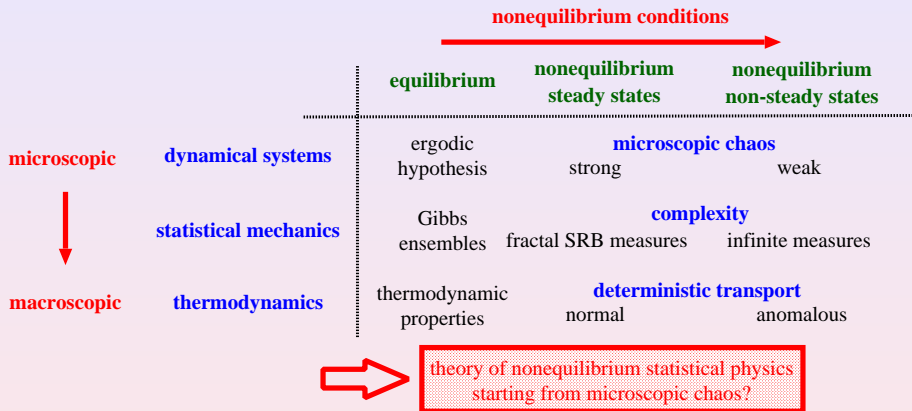 nonequilibrium conditions
equilibrium
nonequilibrium
steady states
nonequilibrium
non-steady states
microscopic
dynamical systems
ergodic
hypothesis
microscopic chaos
strong
weak
statistical mechanics
Gibbs
ensembles
complexity
fractal SRB measures
infinite measures
macroscopic
thermodynamics
thermodynamic
properties
deterministic transport
normal
anomalous
theory of nonequilibrium statistical physics
starting from microscopic chaos?